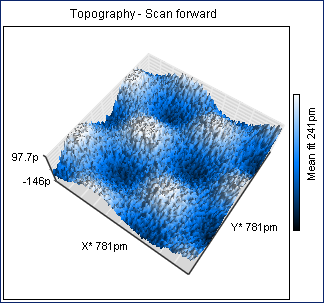 Topography - Scan forward
Mean fit 241pm
97.7p
-146p
Y* 781pm
X* 781pm